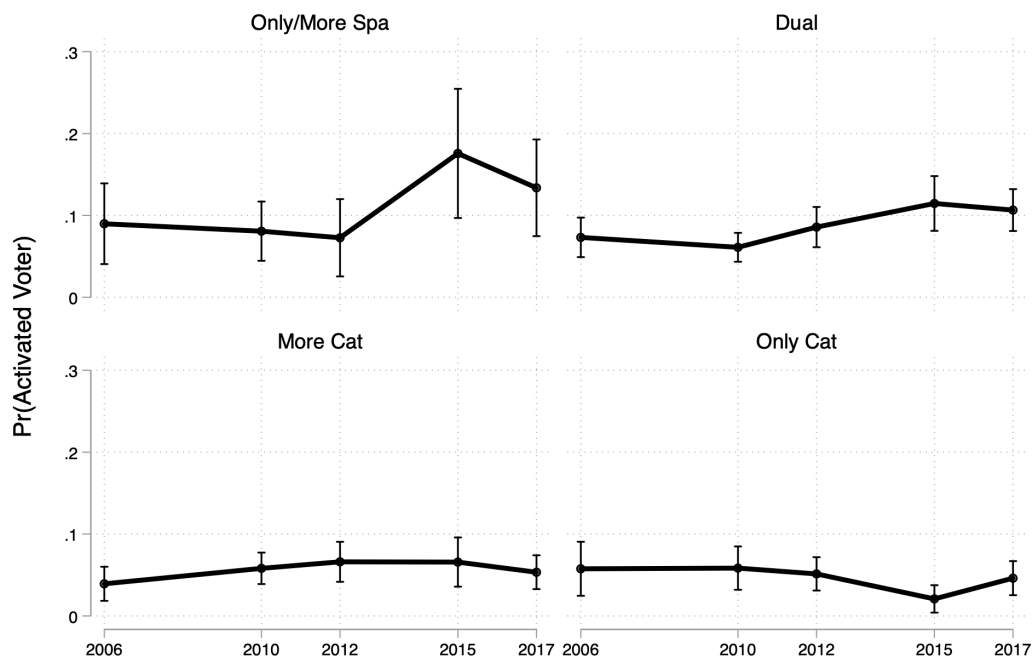 Only/More Spa
Dual
.3
.2
.1
0
More Cat
Only Cat
.3
.2
.1
0
Pr(Activated Voter)
2006 2010 2012 2015 2017
2006 2010 2012 2015 2017